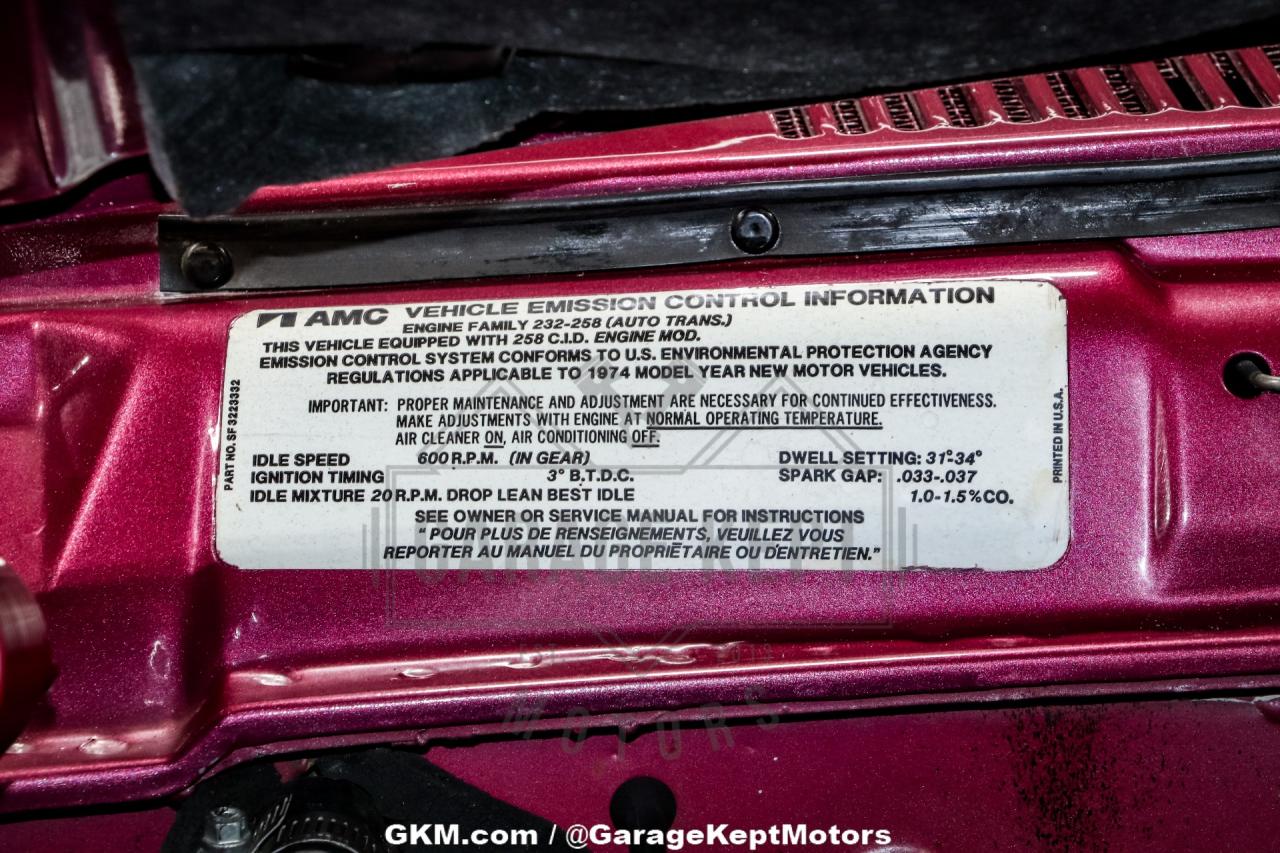 AMC VEHICLE EMISSION CONTROL INFORMATION
ENGINE FAMILY 232-258 (AUTO TRANS.)
THIS VEHICLE EQUIPPED WITH 258 C.I.D. ENGINE MOD.
EMISSION CONTROL SYSTEM CONFORMS TO U.S. ENVIRONMENTAL PROTECTION AGENCY
REGULATIONS APPLICABLE TO 1974 MODEL YEAR NEW MOTOR VEHICLES.
IMPORTANT: PROPER MAINTENANCE AND ADJUSTMENT ARE NECESSARY FOR CONTINUED EFFECTIVENESS.
MAKE ADJUSTMENTS WITH ENGINE AT NORMAL OPERATING TEMPERATURE.
AIR CLEANER ON, AIR CONDITIONING OFF.
IDLE SPEED 600 R.P.M. (IN GEAR) DWELL SETTING: 31°-34°
IGNITION TIMING 3° B.T.D.C. SPARK GAP: .033-.037
IDLE MIXTURE 20 R.P.M. DROP LEAN BEST IDLE 1.0-1.5% CO.
SEE OWNER OR SERVICE MANUAL FOR INSTRUCTIONS
"POUR PLUS DE RENSEIGNEMENTS, VEUILLEZ VOUS
REPORTER AU MANUEL DU PROPRIÉTAIRE OU D'ENTRETIEN."
PART NO. SF 3223332
PRINTED IN U.S.A.
GARAGE KEPT
MOTORS
GKM.com / @GarageKeptMotors